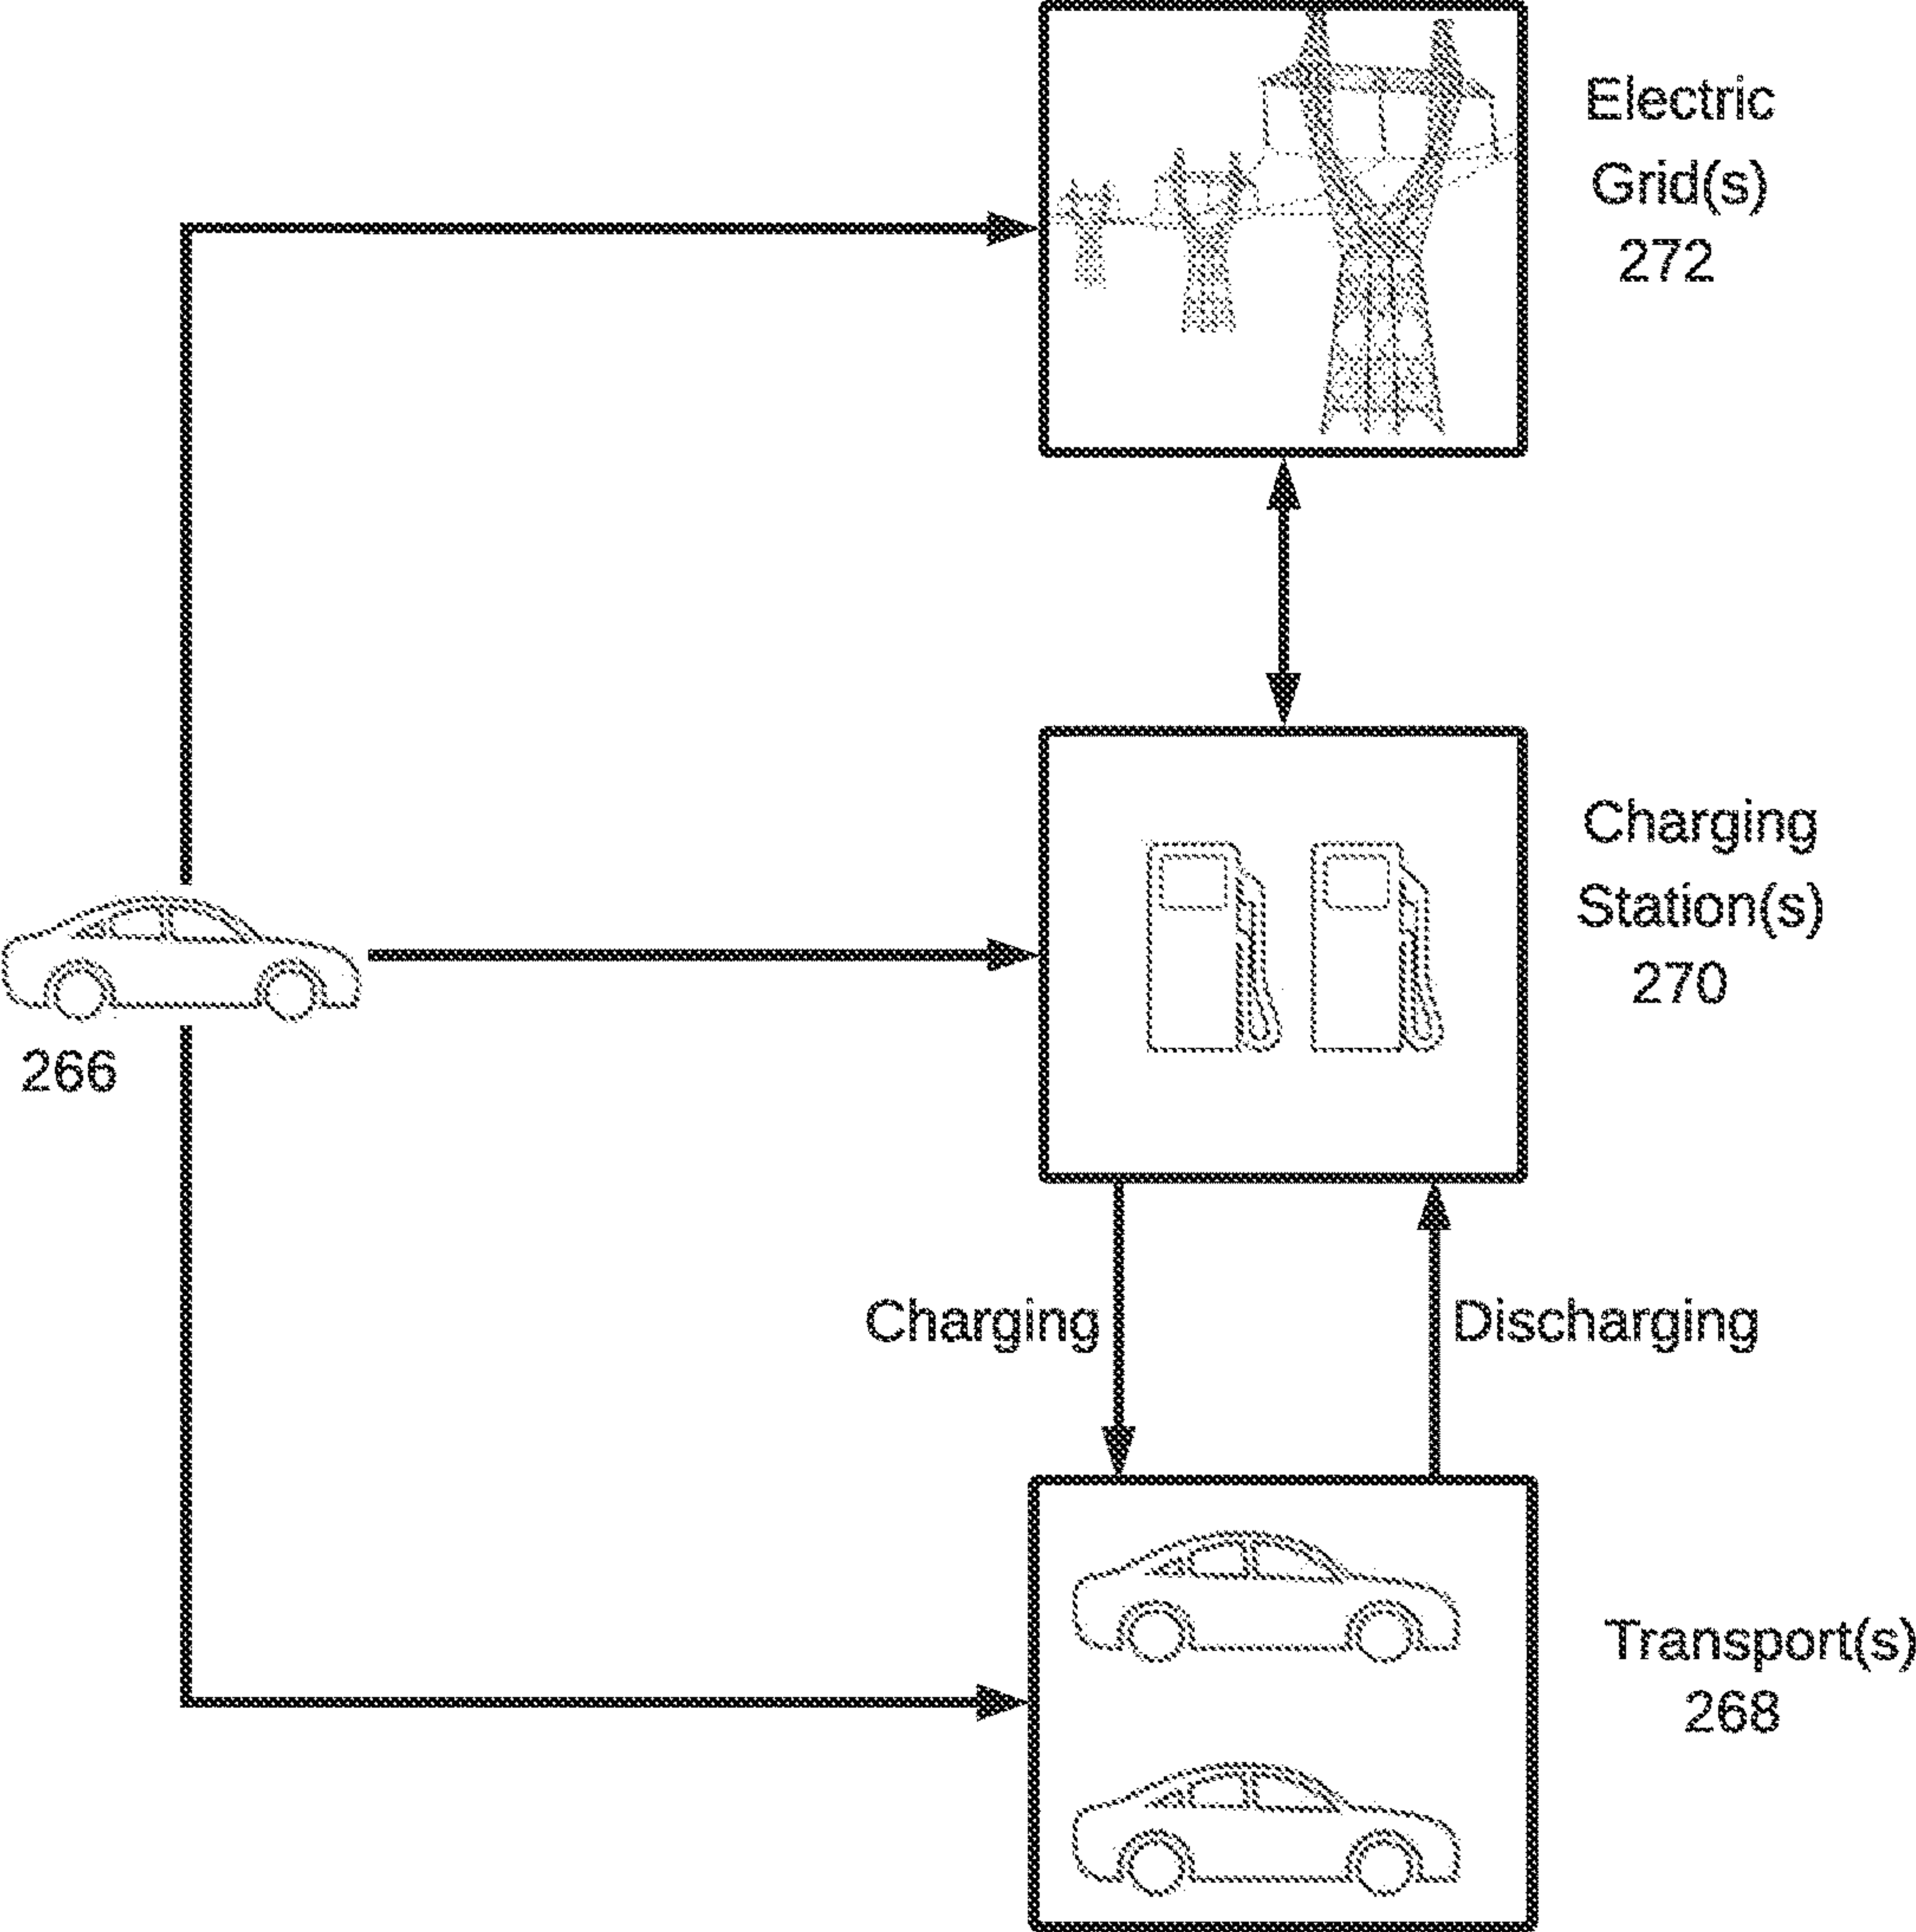 Electric
Grid(s)
272
Charging
Station(s)
270
266
Charging
Discharging
Transport(s)
268